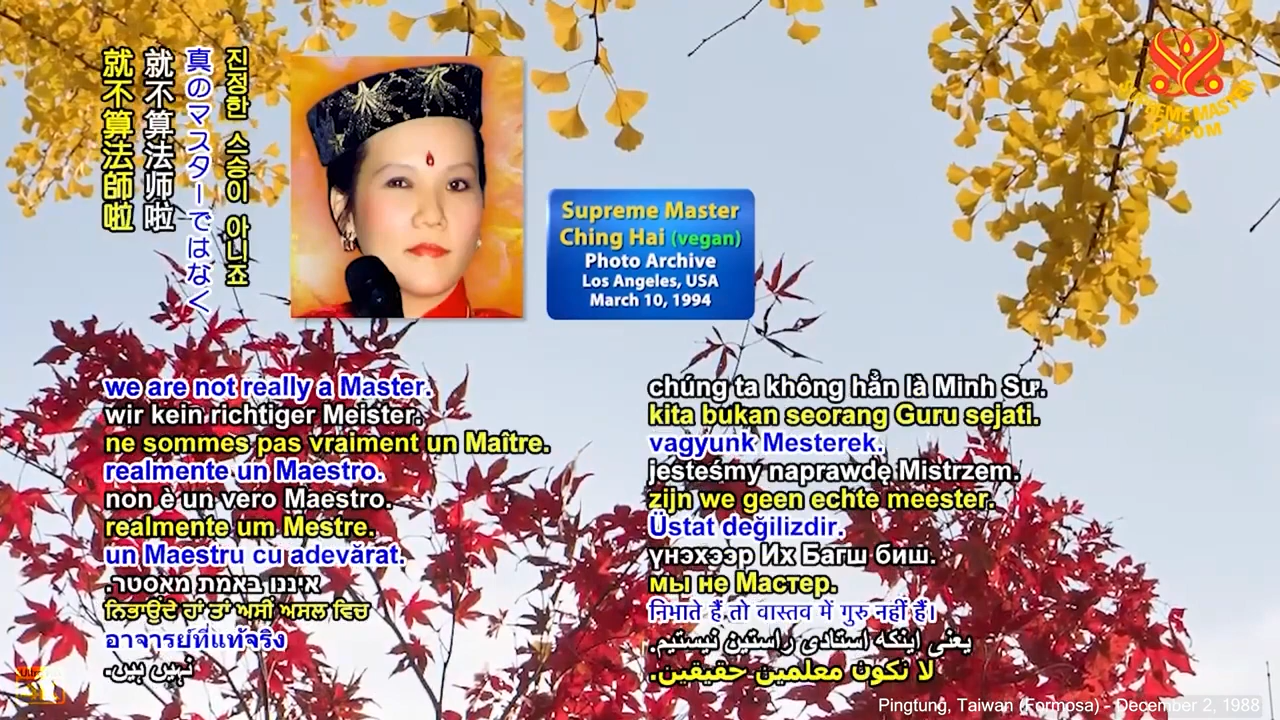 就不算法師啦
就不算法师啦
真のマスターではなく
진정한 스승이 아니죠
Supreme Master
Ching Hai (vegan)
Photo Archive
Los Angeles, USA
March 10, 1994
SUPREME MASTER
TV.COM
we are not really a Master.
wir kein richtiger Meister.
ne sommes pas vraiment un Maître.
realmente un Maestro.
non è un vero Maestro.
realmente um Mestre.
un Maestru cu adevărat.
איננו באמת מאסטר.
ਨਿਭਾਉਂਦੇ ਹਾਂ ਤਾਂ ਅਸੀਂ ਅਸਲ ਵਿਚ
อาจารย์ที่แท้จริง
نہیں ہیں۔
chúng ta không hẳn là Minh Sư.
kita bukan seorang Guru sejati.
vagyunk Mesterek.
jesteśmy naprawdę Mistrzem.
zijn we geen echte meester.
Üstat değilizdir.
үнэхээр Их Багш биш.
мы не Мастер.
निभाते हैं,तो वास्तव में गुरु नहीं हैं।
یعنی اینکه استادی راستین نیستیم.
لا نكون معلمين حقيقين.
Pingtung, Taiwan (Formosa) - December 2, 1988